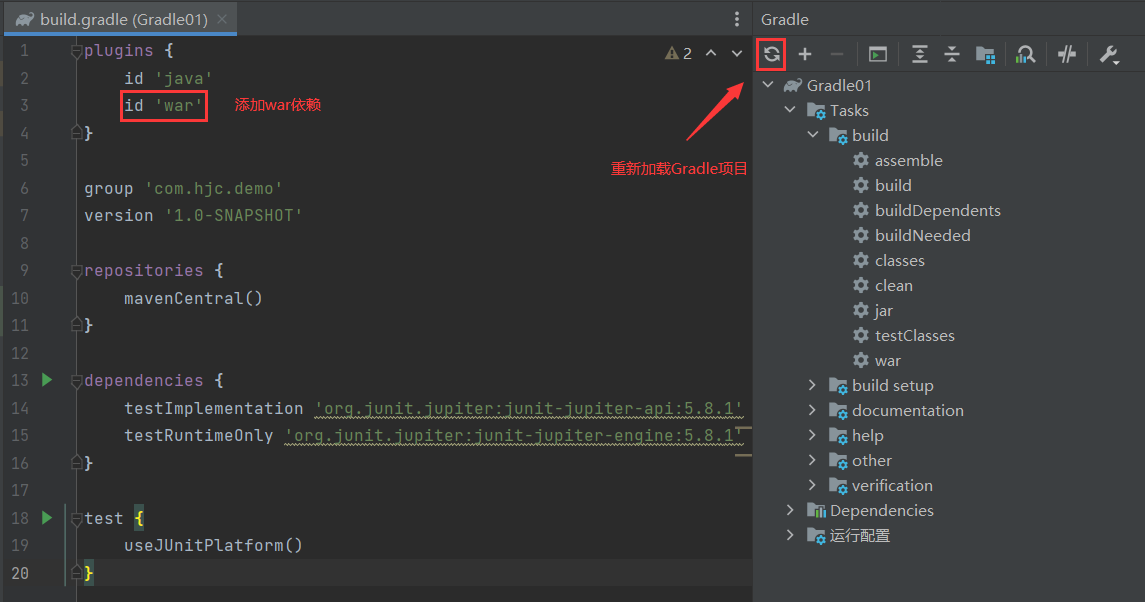 build.gradle (Gradle01)
1 plugins {
2 id 'java'
3 id 'war' 添加war依赖
4 }
5
6 group 'com.hjc.demo'
7 version '1.0-SNAPSHOT'
8
9 repositories {
10 mavenCentral()
11 }
12
13 dependencies {
14 testImplementation 'org.junit.jupiter:junit-jupiter-api:5.8.1'
15 testRuntimeOnly 'org.junit.jupiter:junit-jupiter-engine:5.8.1'
16 }
17
18 test {
19 useJUnitPlatform()
20 }
2
重新加载Gradle项目
Gradle
Gradle01
Tasks
build
assemble
build
buildDependents
buildNeeded
classes
clean
jar
testClasses
war
build setup
documentation
help
other
verification
Dependencies
运行配置